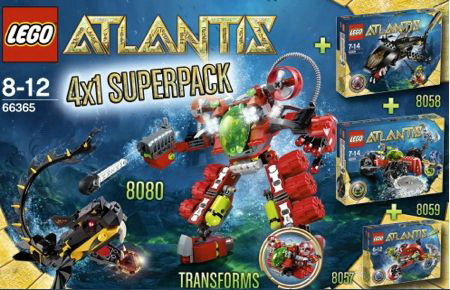 LEGO ATLANTIS
4x1 SUPERPACK
8-12
66365
+
LEGO ATLANTIS
7-14
8058
+
LEGO ATLANTIS
7-14
8059
+
LEGO ATLANTIS
8057
8080
TRANSFORMS